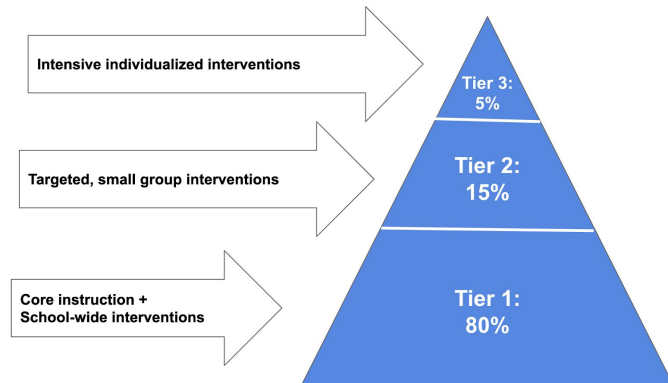 Intensive individualized interventions
Tier 3:
5%
Targeted, small group interventions
Tier 2:
15%
Core instruction +
School-wide interventions
Tier 1:
80%